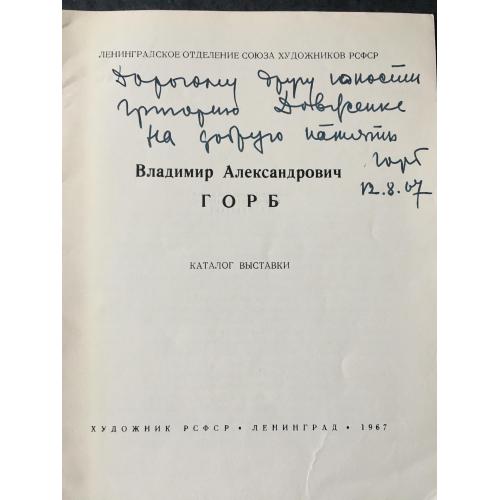 ЛЕНИНГРАДСКОЕ ОТДЕЛЕНИЕ СОЮЗА ХУДОЖНИКОВ РСФСР
Дорогому другу юности
Григорию Довженке
на добрую память
Горб
12.8.67
Владимир Александрович
ГОРБ
КАТАЛОГ ВЫСТАВКИ
ХУДОЖНИК РСФСР • ЛЕНИНГРАД • 1967